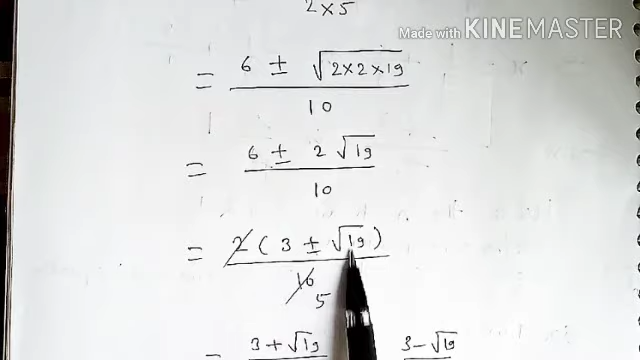 Made with KINEMASTER
2×5
= 6 ± √2×2×19
10
= 6 ± 2√19
10
= 2(3 ± √19)
10
5
= 3+√19 3-√19